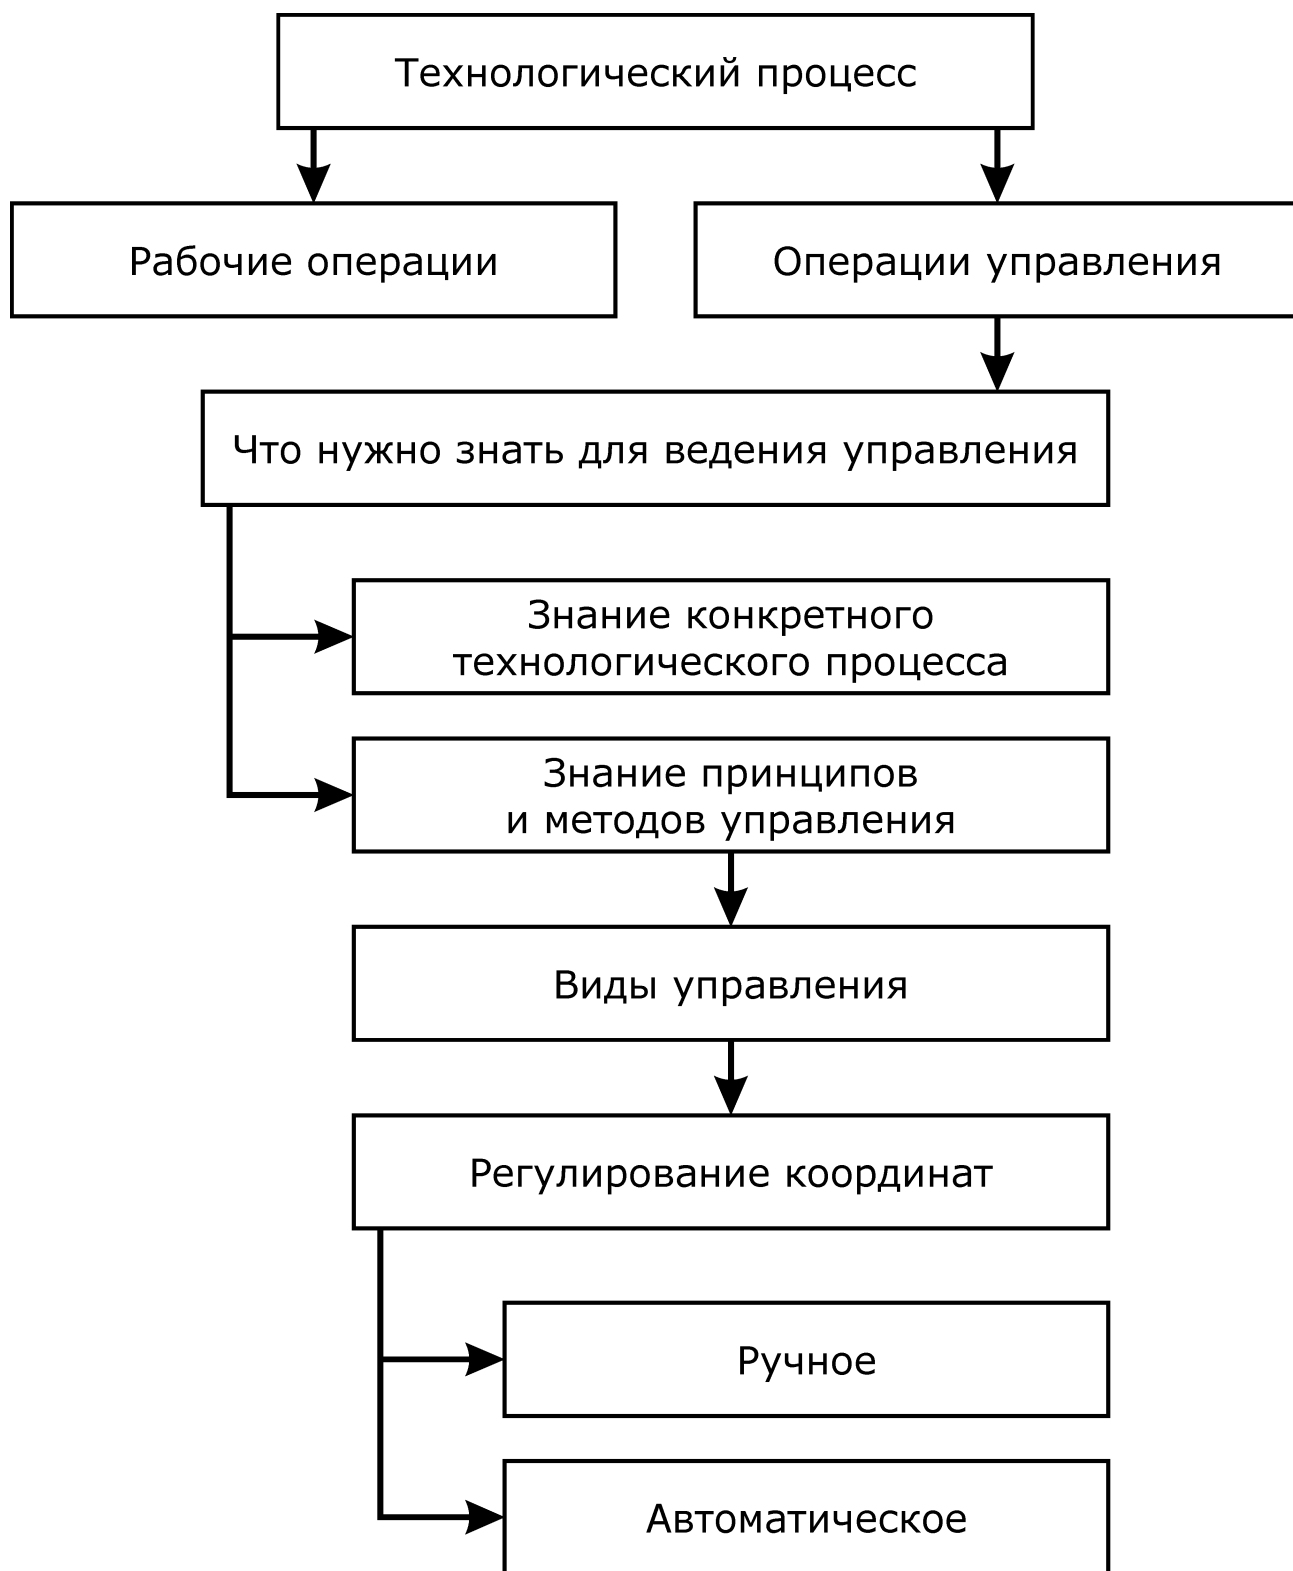 Технологический процесс
Рабочие операции
Операции управления
Что нужно знать для ведения управления
Знание конкретного
технологического процесса
Знание принципов
и методов управления
Виды управления
Регулирование координат
Ручное
Автоматическое